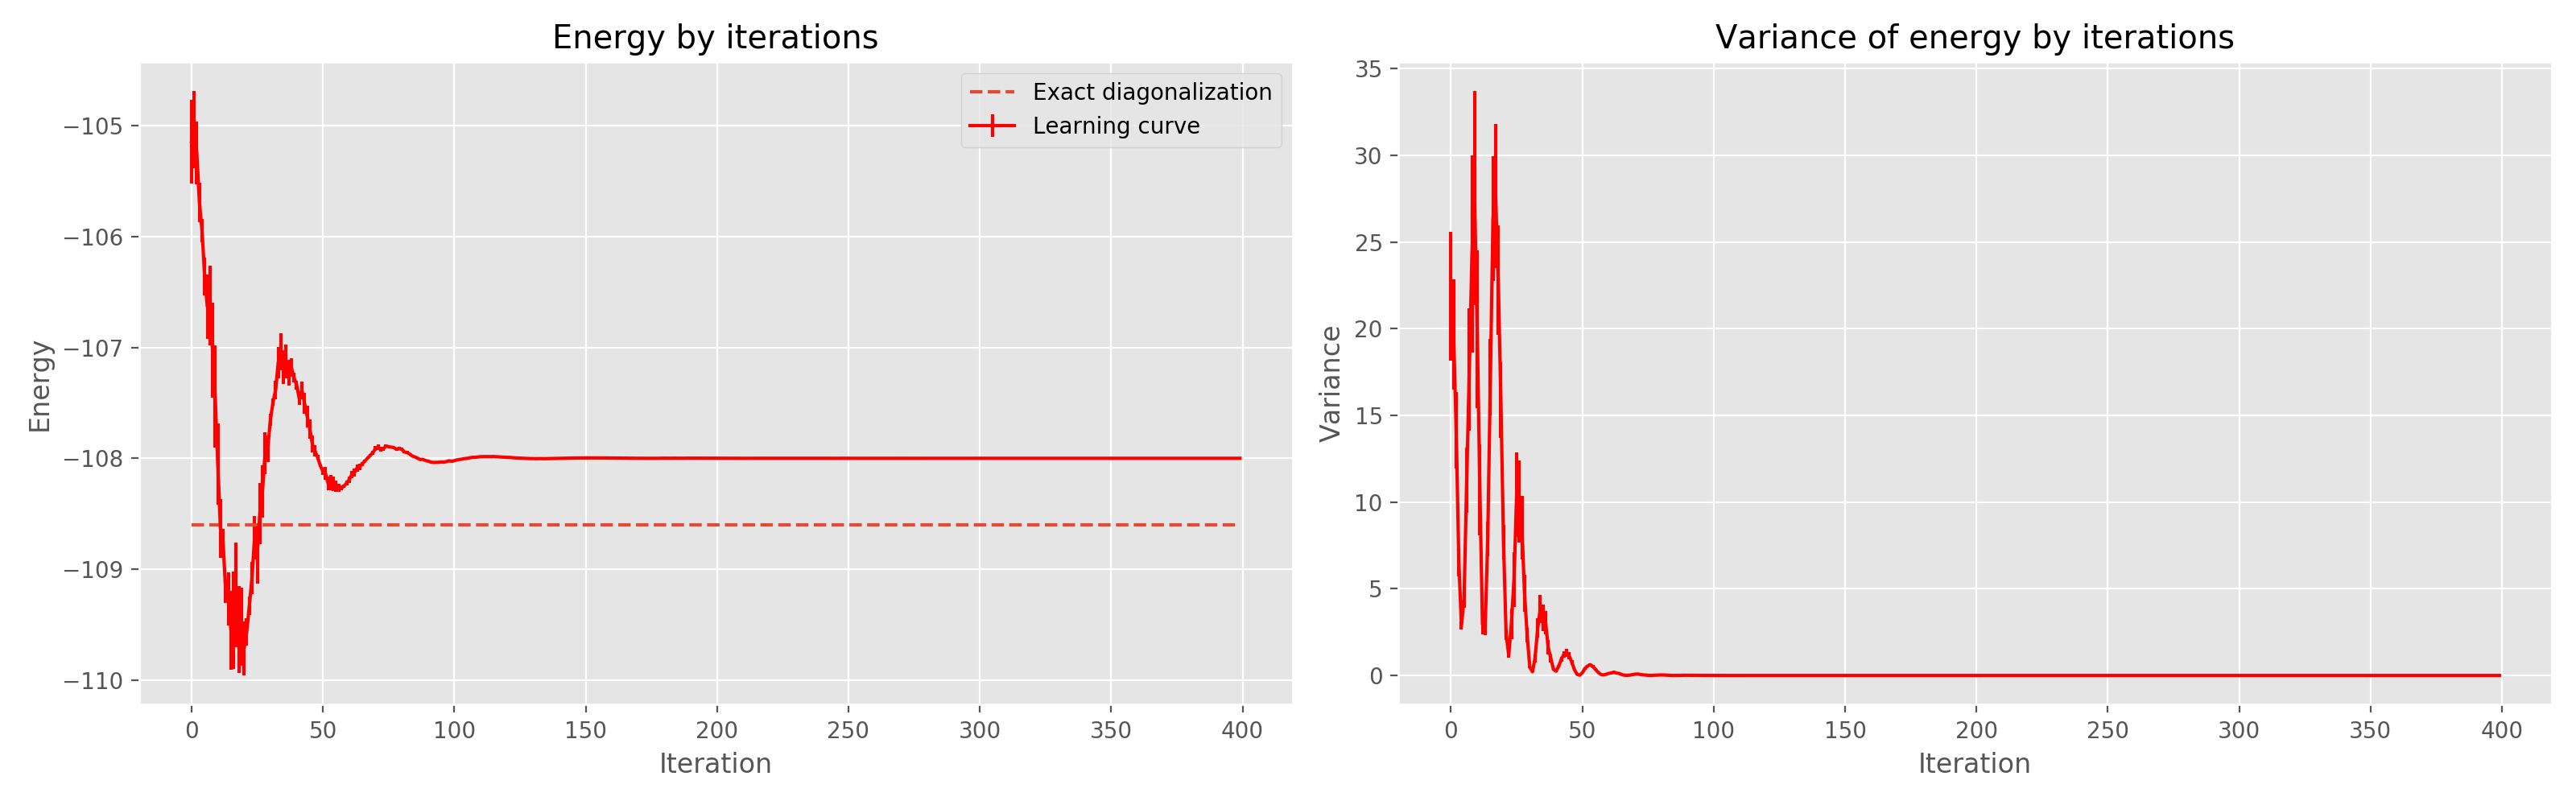 Energy by iterations
Energy
−105
−106
−107
−108
−109
−110
Exact diagonalization
Learning curve
0 50 100 150 200 250 300 350 400
Iteration
Variance of energy by iterations
Variance
35
30
25
20
15
10
5
0
0 50 100 150 200 250 300 350 400
Iteration